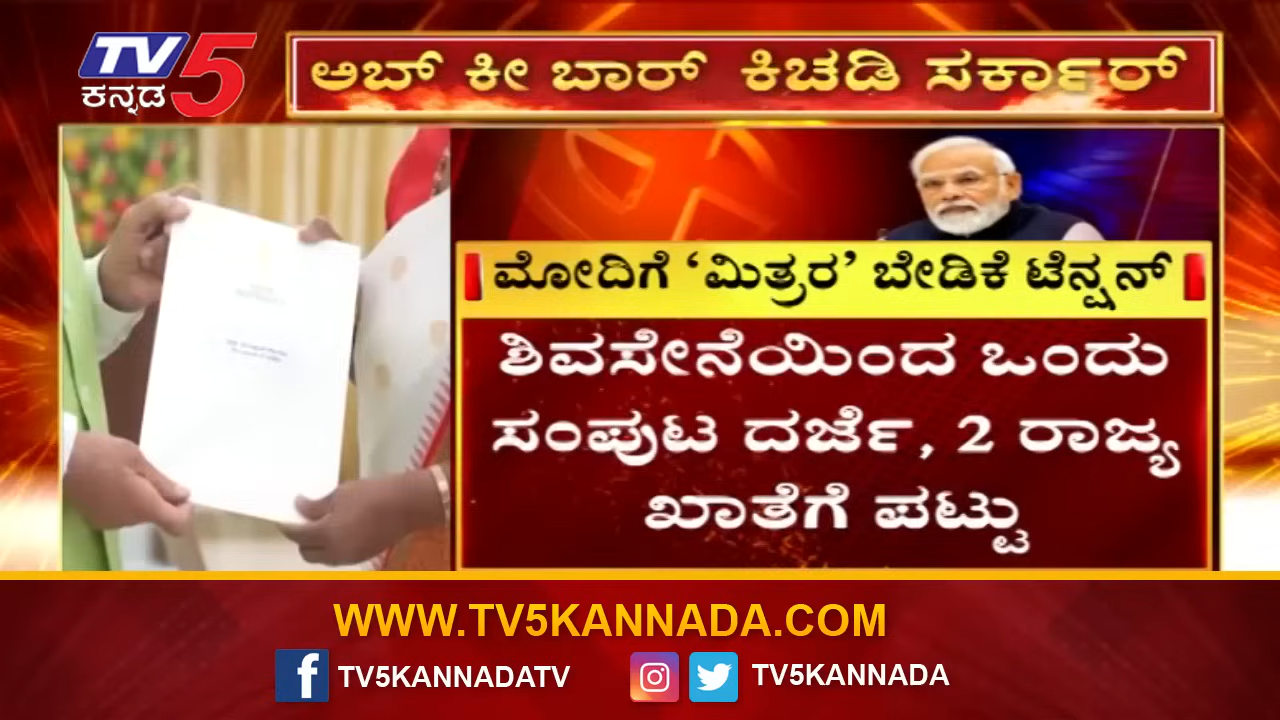 TV5
ಕನ್ನಡ
ಅಬ್ ಕೀ ಬಾರ್ ಕಿಚಡಿ ಸರ್ಕಾರ್
ಮೋದಿಗೆ ‘ಮಿತ್ರರ’ ಬೇಡಿಕೆ ಟೆನ್ಷನ್
ಶಿವಸೇನೆಯಿಂದ ಒಂದು
ಸಂಪುಟ ದರ್ಜೆ, 2 ರಾಜ್ಯ
ಖಾತೆಗೆ ಪಟ್ಟು
WWW.TV5KANNADA.COM
TV5KANNADATV
TV5KANNADA